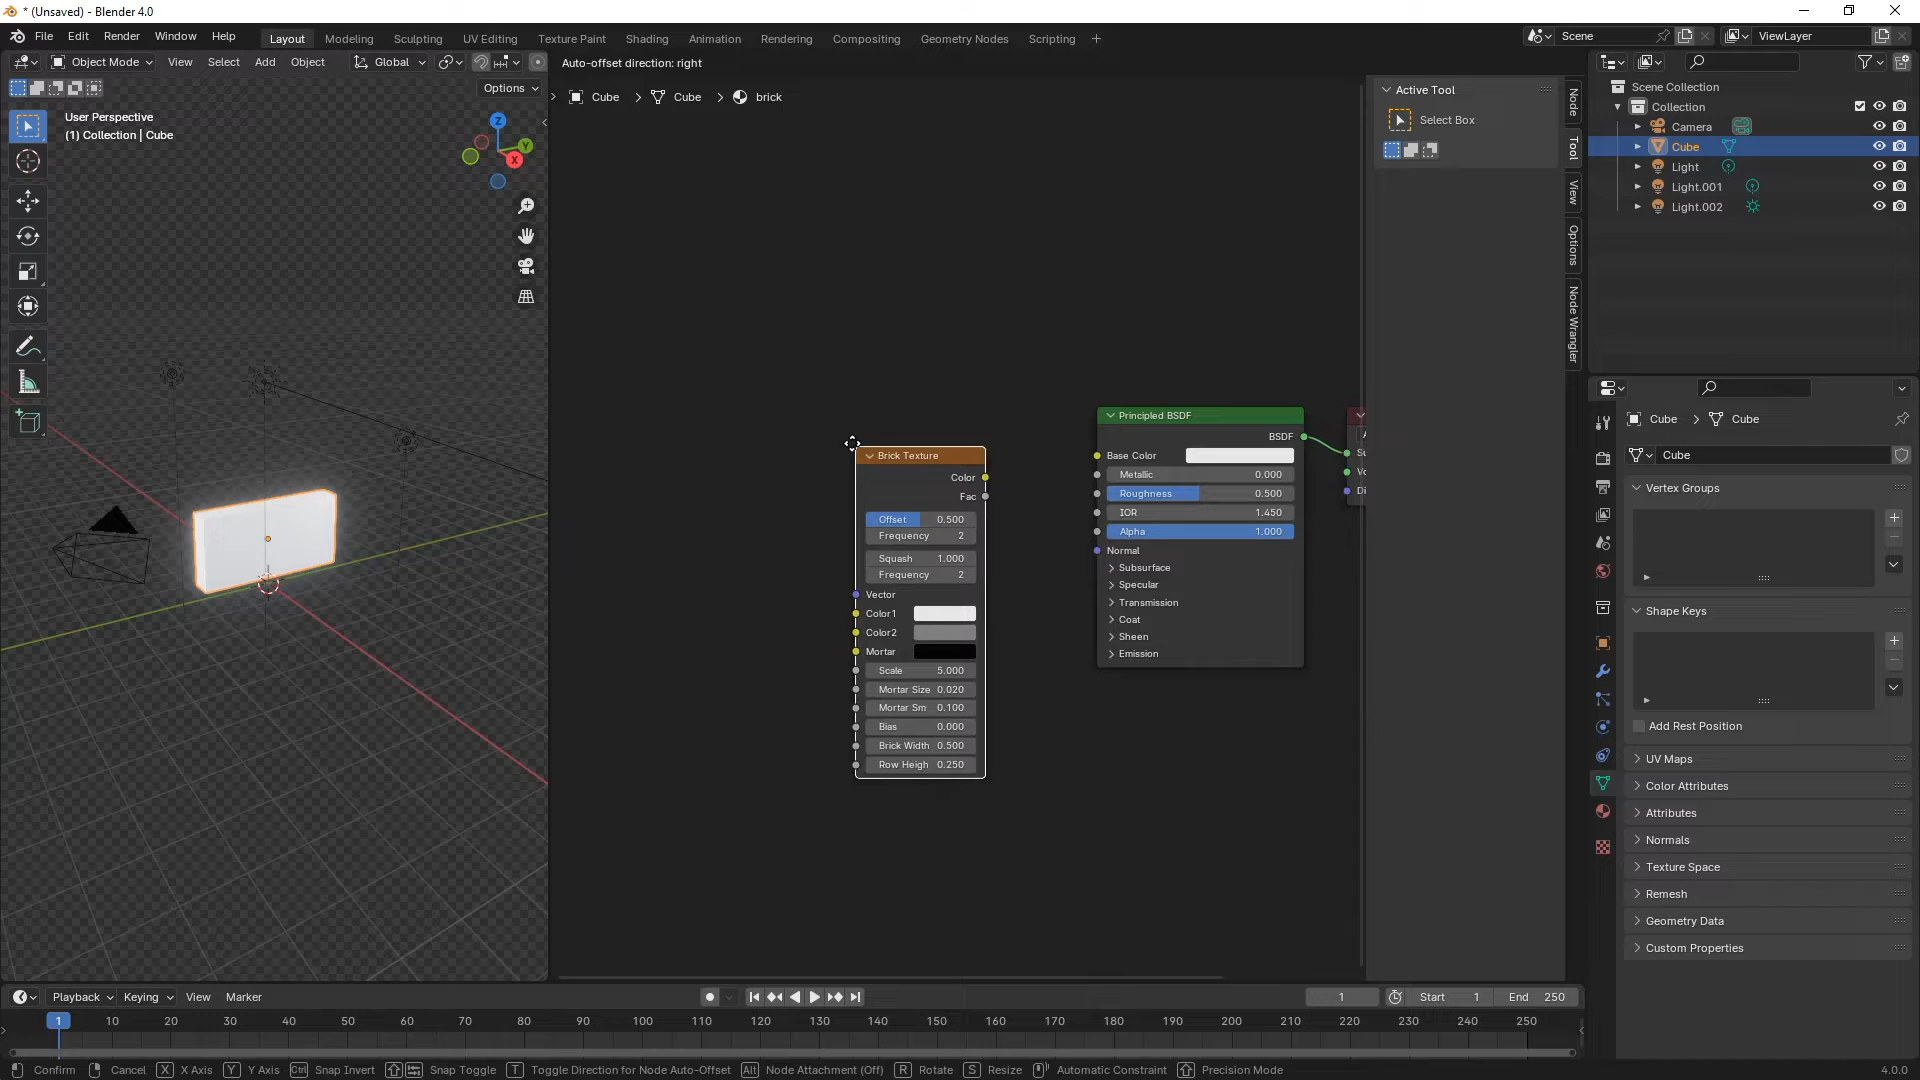 * (Unsaved) - Blender 4.0
File Edit Render Window Help
Layout Modeling Sculpting UV Editing Texture Paint Shading Animation Rendering Compositing Geometry Nodes Scripting +
Scene
ViewLayer
Object Mode View Select Add Object Global
Auto-offset direction: right
Options
User Perspective
(1) Collection | Cube
Z
Y
X
Cube > Cube > brick
Active Tool
Select Box
Node
Tool
View
Options
Node Wrangler
Brick Texture
Color
Fac
Offset 0.500
Frequency 2
Squash 1.000
Frequency 2
Vector
Color1
Color2
Mortar
Scale 5.000
Mortar Size 0.020
Mortar Sm 0.100
Bias 0.000
Brick Width 0.500
Row Heigh 0.250
Principled BSDF
BSDF
Base Color
Metallic 0.000
Roughness 0.500
IOR 1.450
Alpha 1.000
Normal
Subsurface
Specular
Transmission
Coat
Sheen
Emission
Scene Collection
Collection
Camera
Cube
Light
Light.001
Light.002
Cube > Cube
Cube
Vertex Groups
Shape Keys
Add Rest Position
UV Maps
Color Attributes
Attributes
Normals
Texture Space
Remesh
Geometry Data
Custom Properties
Playback Keying View Marker
1 Start 1 End 250
1 10 20 30 40 50 60 70 80 90 100 110 120 130 140 150 160 170 180 190 200 210 220 230 240 250
Confirm Cancel X X Axis Y Y Axis Ctrl Snap Invert Snap Toggle T Toggle Direction for Node Auto-Offset Alt Node Attachment (Off) R Rotate S Resize Automatic Constraint Precision Mode 4.0.0